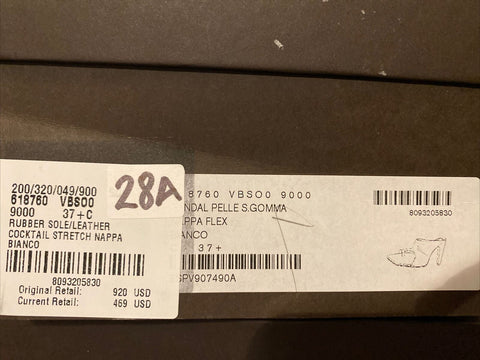 200/320/049/900
618760 VBSO0
9000 37+C
RUBBER SOLE/LEATHER
COCKTAIL STRETCH NAPPA
BIANCO
8093205830
Original Retail: 920 USD
Current Retail: 469 USD
28A
8760 VBSO0 9000
NDAL PELLE S.GOMMA
APPA FLEX
ANCO
37+
GPV907490A
8093205830